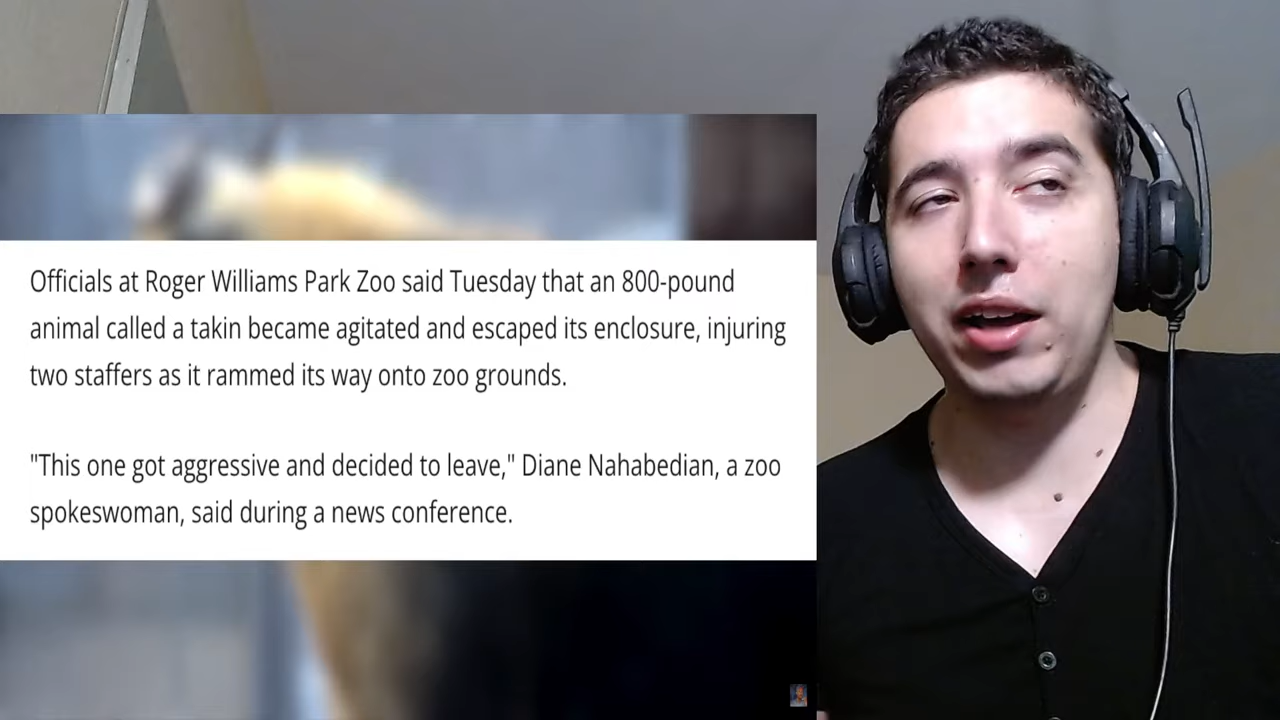 Officials at Roger Williams Park Zoo said Tuesday that an 800-pound
animal called a takin became agitated and escaped its enclosure, injuring
two staffers as it rammed its way onto zoo grounds.
"This one got aggressive and decided to leave," Diane Nahabedian, a zoo
spokeswoman, said during a news conference.